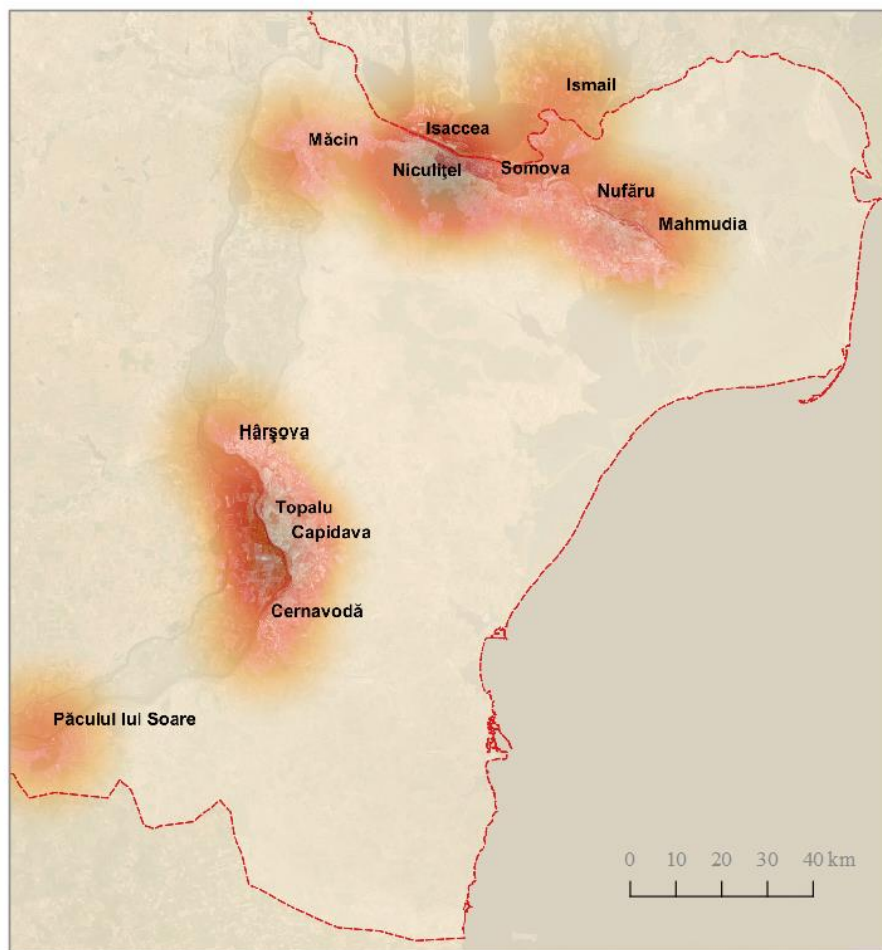 Ismail
Isaccea
Măcin
Niculițel
Somova
Nufăru
Mahmudia
Hârşova
Topalu
Capidava
Cernavodă
Păcuiul lui Soare
0 10 20 30 40 km